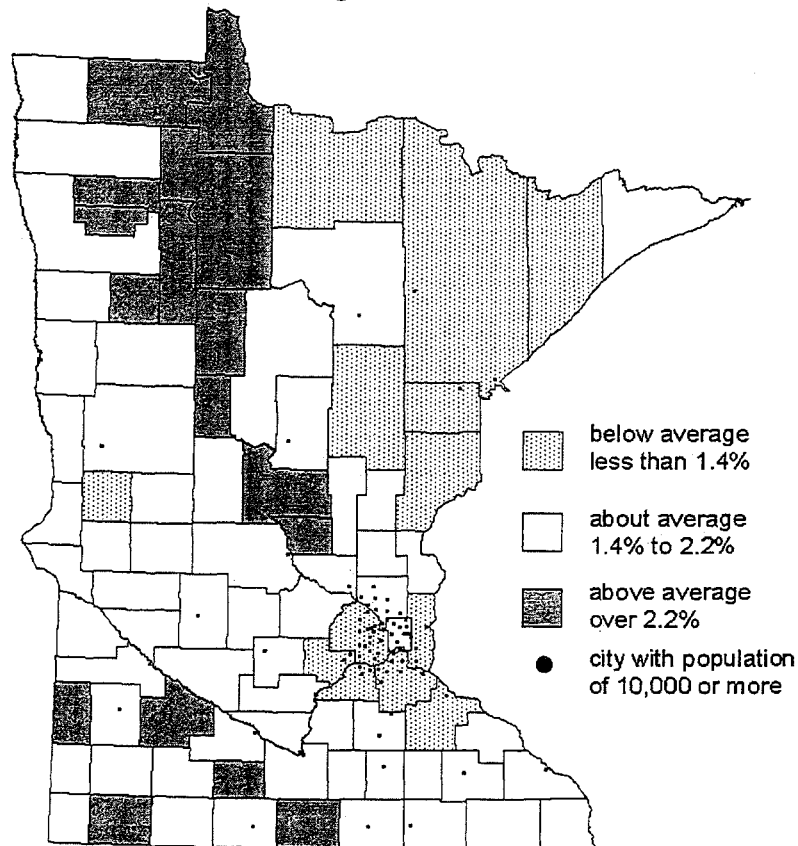 below average
less than 1.4%
about average
1.4% to 2.2%
above average
over 2.2%
city with population
of 10,000 or more